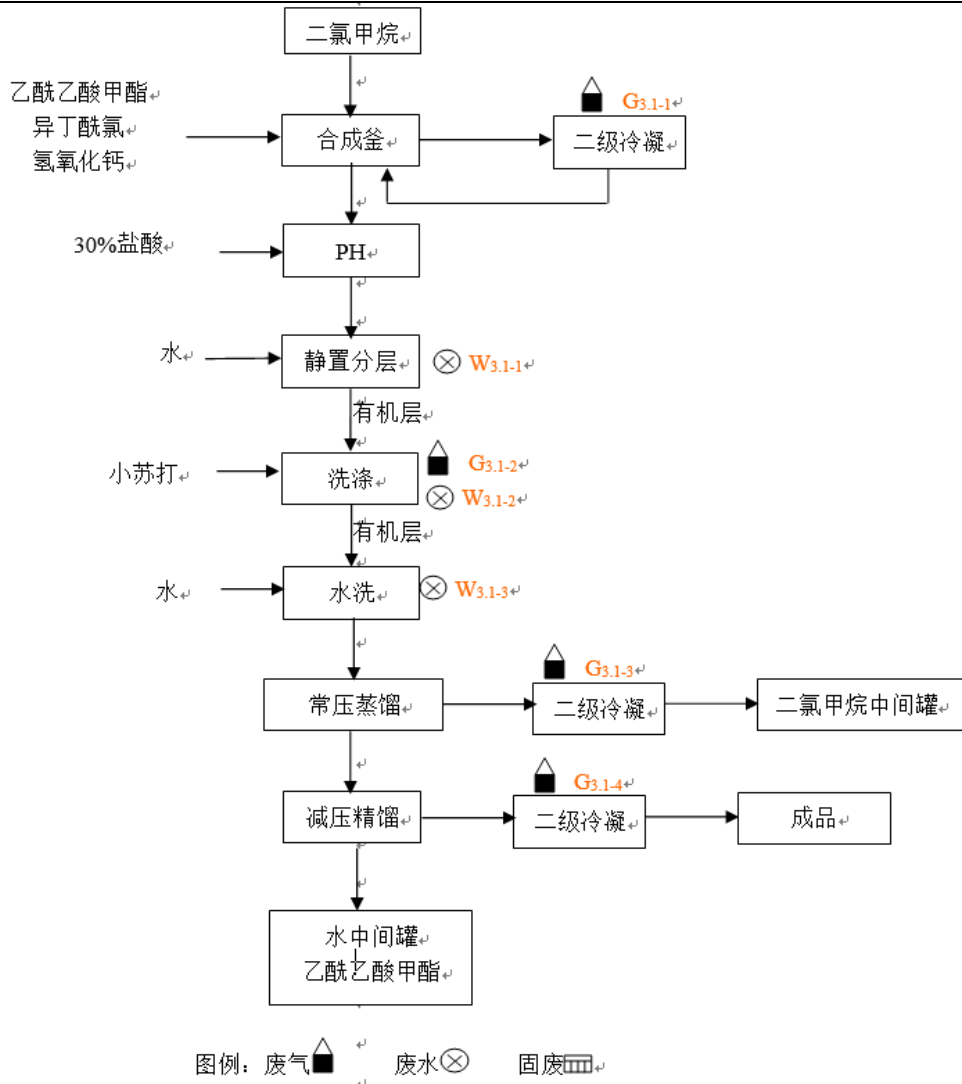 二氯甲烷
乙酰乙酸甲酯
异丁酰氯
氢氧化钙
合成釜
G3.1-1
二级冷凝
30%盐酸
PH
水
静置分层
W3.1-1
有机层
小苏打
洗涤
G3.1-2
W3.1-2
有机层
水
水洗
W3.1-3
常压蒸馏
G3.1-3
二级冷凝
二氯甲烷中间罐
减压精馏
G3.1-4
二级冷凝
成品
水中间罐
乙酰乙酸甲酯
图例：废气 废水 固废